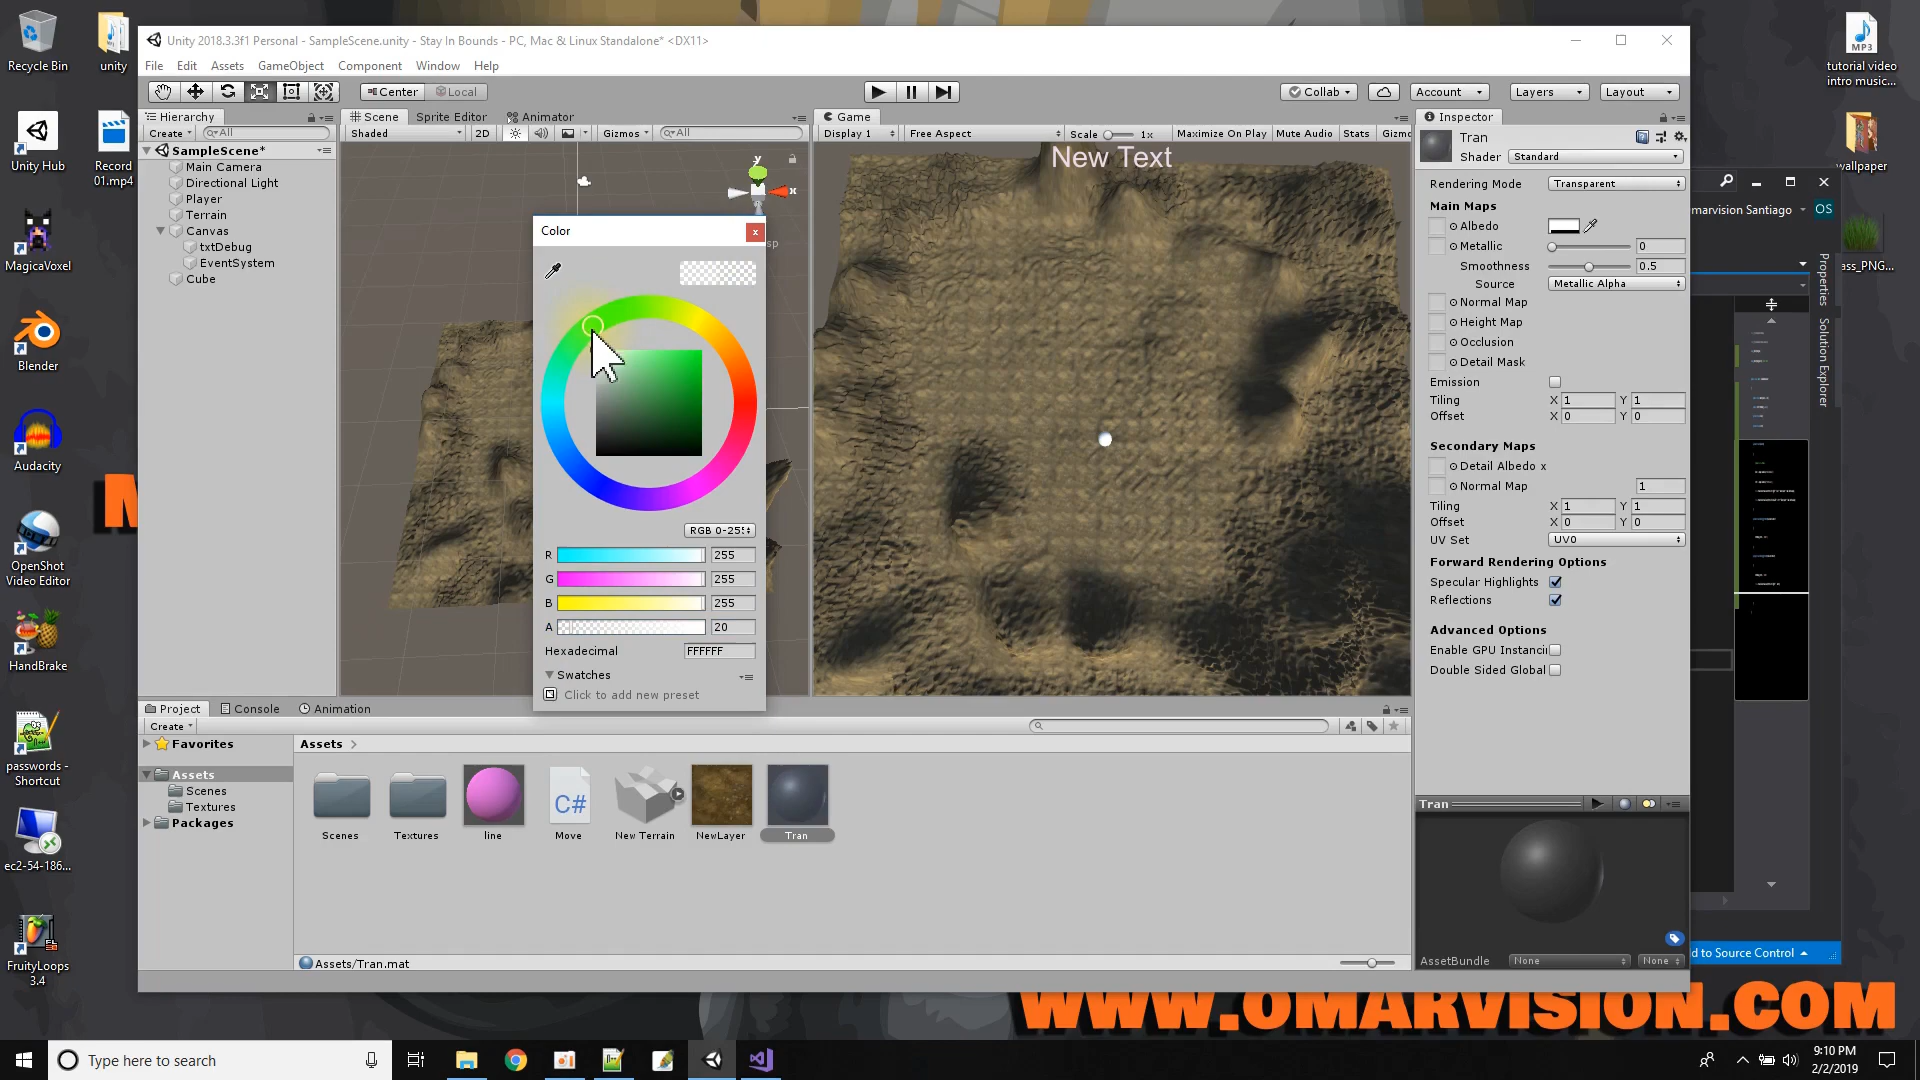 Recycle Bin
unity
tutorial video
intro music...
Unity 2018.3.3f1 Personal - SampleScene.unity - Stay In Bounds - PC, Mac & Linux Standalone* <DX11>
File Edit Assets GameObject Component Window Help
Center Local
Collab Account Layers Layout
Hierarchy
Create All
SampleScene*
Main Camera
Directional Light
Player
Terrain
Canvas
txtDebug
EventSystem
Cube
Scene Sprite Editor Animator
Shaded 2D Gizmos All
y
x
Game
Display 1 Free Aspect Scale 1x Maximize On Play Mute Audio Stats Gizmo
New Text
Color
RGB 0-255
R 255
G 255
B 255
A 20
Hexadecimal FFFFFF
Swatches
Click to add new preset
Inspector
Tran
Shader Standard
Rendering Mode Transparent
Main Maps
Albedo
Metallic 0
Smoothness 0.5
Source Metallic Alpha
Normal Map
Height Map
Occlusion
Detail Mask
Emission
Tiling X 1 Y 1
Offset X 0 Y 0
Secondary Maps
Detail Albedo x
Normal Map 1
Tiling X 1 Y 1
Offset X 0 Y 0
UV Set UV0
Forward Rendering Options
Specular Highlights
Reflections
Advanced Options
Enable GPU Instanci
Double Sided Global
Tran
AssetBundle None None
Project Console Animation
Create
Favorites
Assets
Scenes
Textures
Packages
Assets
Scenes
Textures
line
C#
Move
New Terrain
NewLayer
Tran
Assets/Tran.mat
Unity Hub
Record
01.mp4
MagicaVoxel
Blender
Audacity
OpenShot
Video Editor
HandBrake
passwords -
Shortcut
ec2-54-186...
FruityLoops
3.4
MP3
wallpaper
marvision Santiago OS
ass_PNG...
Properties
Solution Explorer
d to Source Control
M
WWW.OMARVISION.COM
Type here to search
9:10 PM
2/2/2019